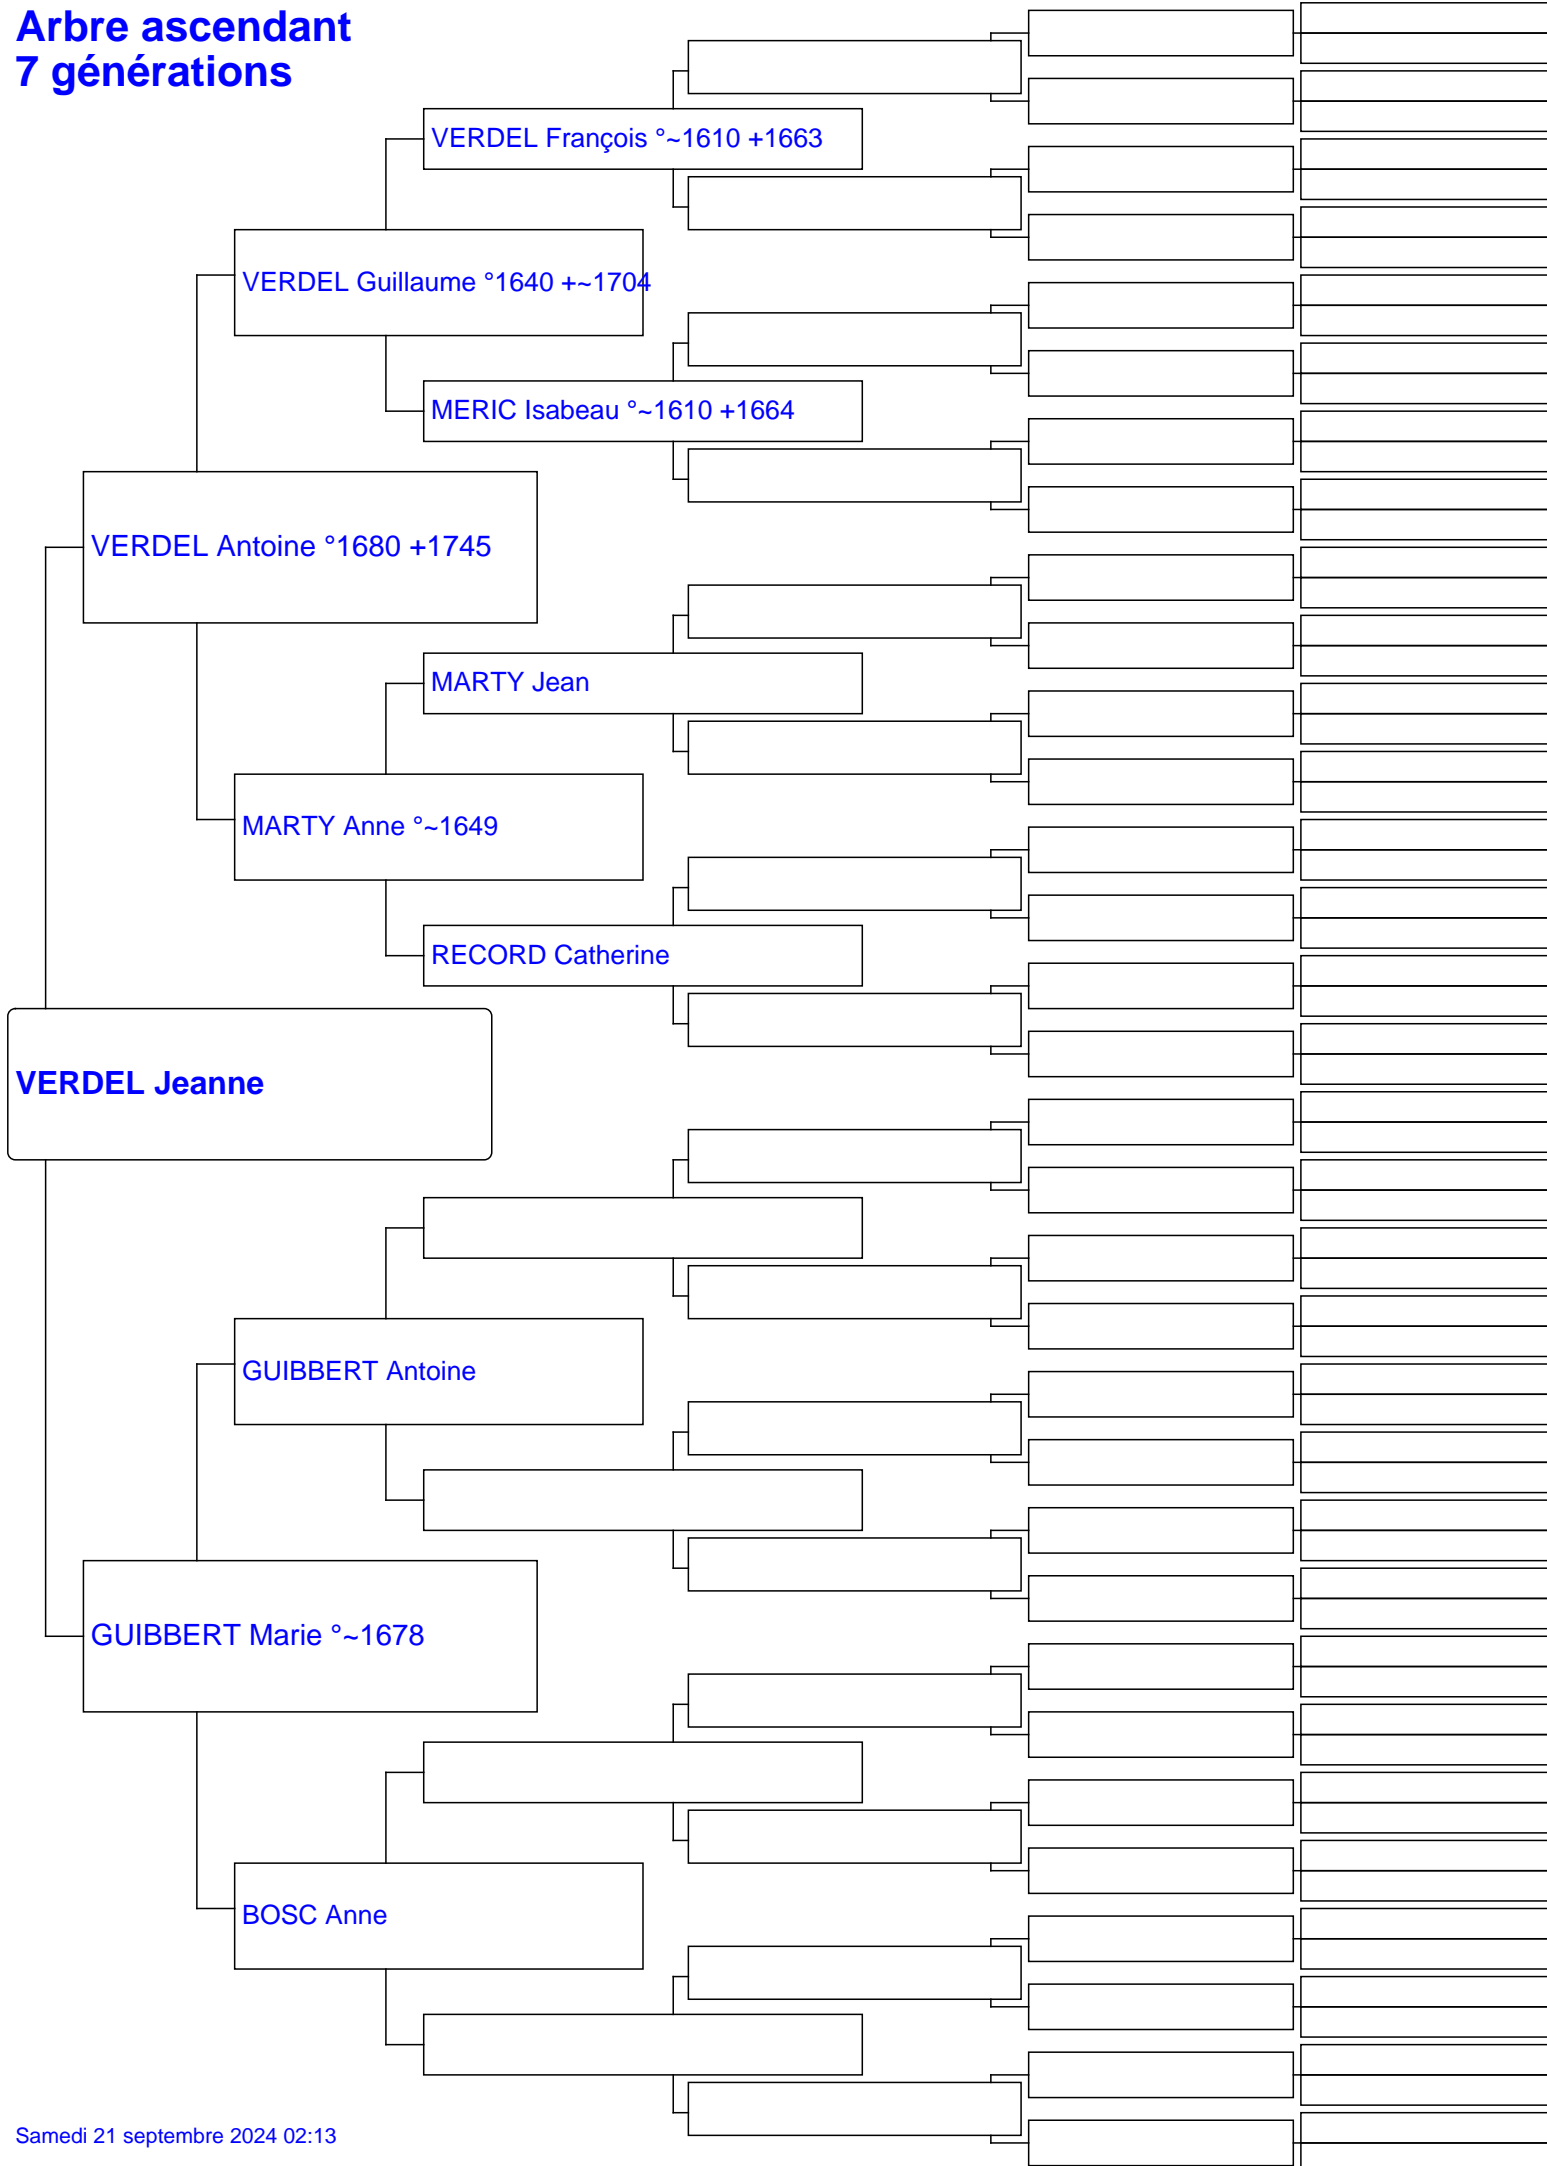 Arbre ascendant
7 générations
VERDEL François °~1610 +1663
VERDEL Guillaume °1640 +~1704
MERIC Isabeau °~1610 +1664
VERDEL Antoine °1680 +1745
MARTY Jean
MARTY Anne °~1649
RECORD Catherine
VERDEL Jeanne
GUIBBERT Antoine
GUIBBERT Marie °~1678
BOSC Anne
Samedi 21 septembre 2024 02:13